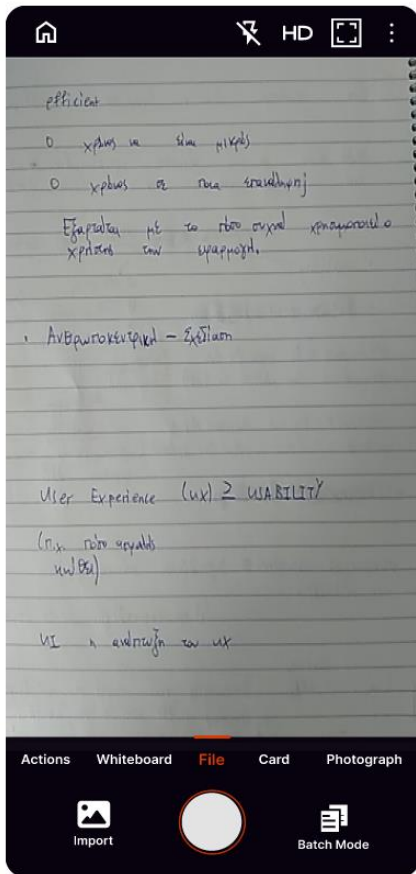 HD
efficient
Ο χρόνος να είναι μικρός
Ο χρόνος σε ποια επανάληψη
Εξαρτάται με το πόσο συχνά χρησιμοποιεί ο
χρήστης την εφαρμογή.
Ανθρωποκεντρική - Σχεδίαση
User Experience (UX) ≥ USABILITY
(π.χ. πόσο ασφαλής
νιώθει)
UI η ανάπτυξη του UX
Actions Whiteboard File Card Photograph
Import Batch Mode